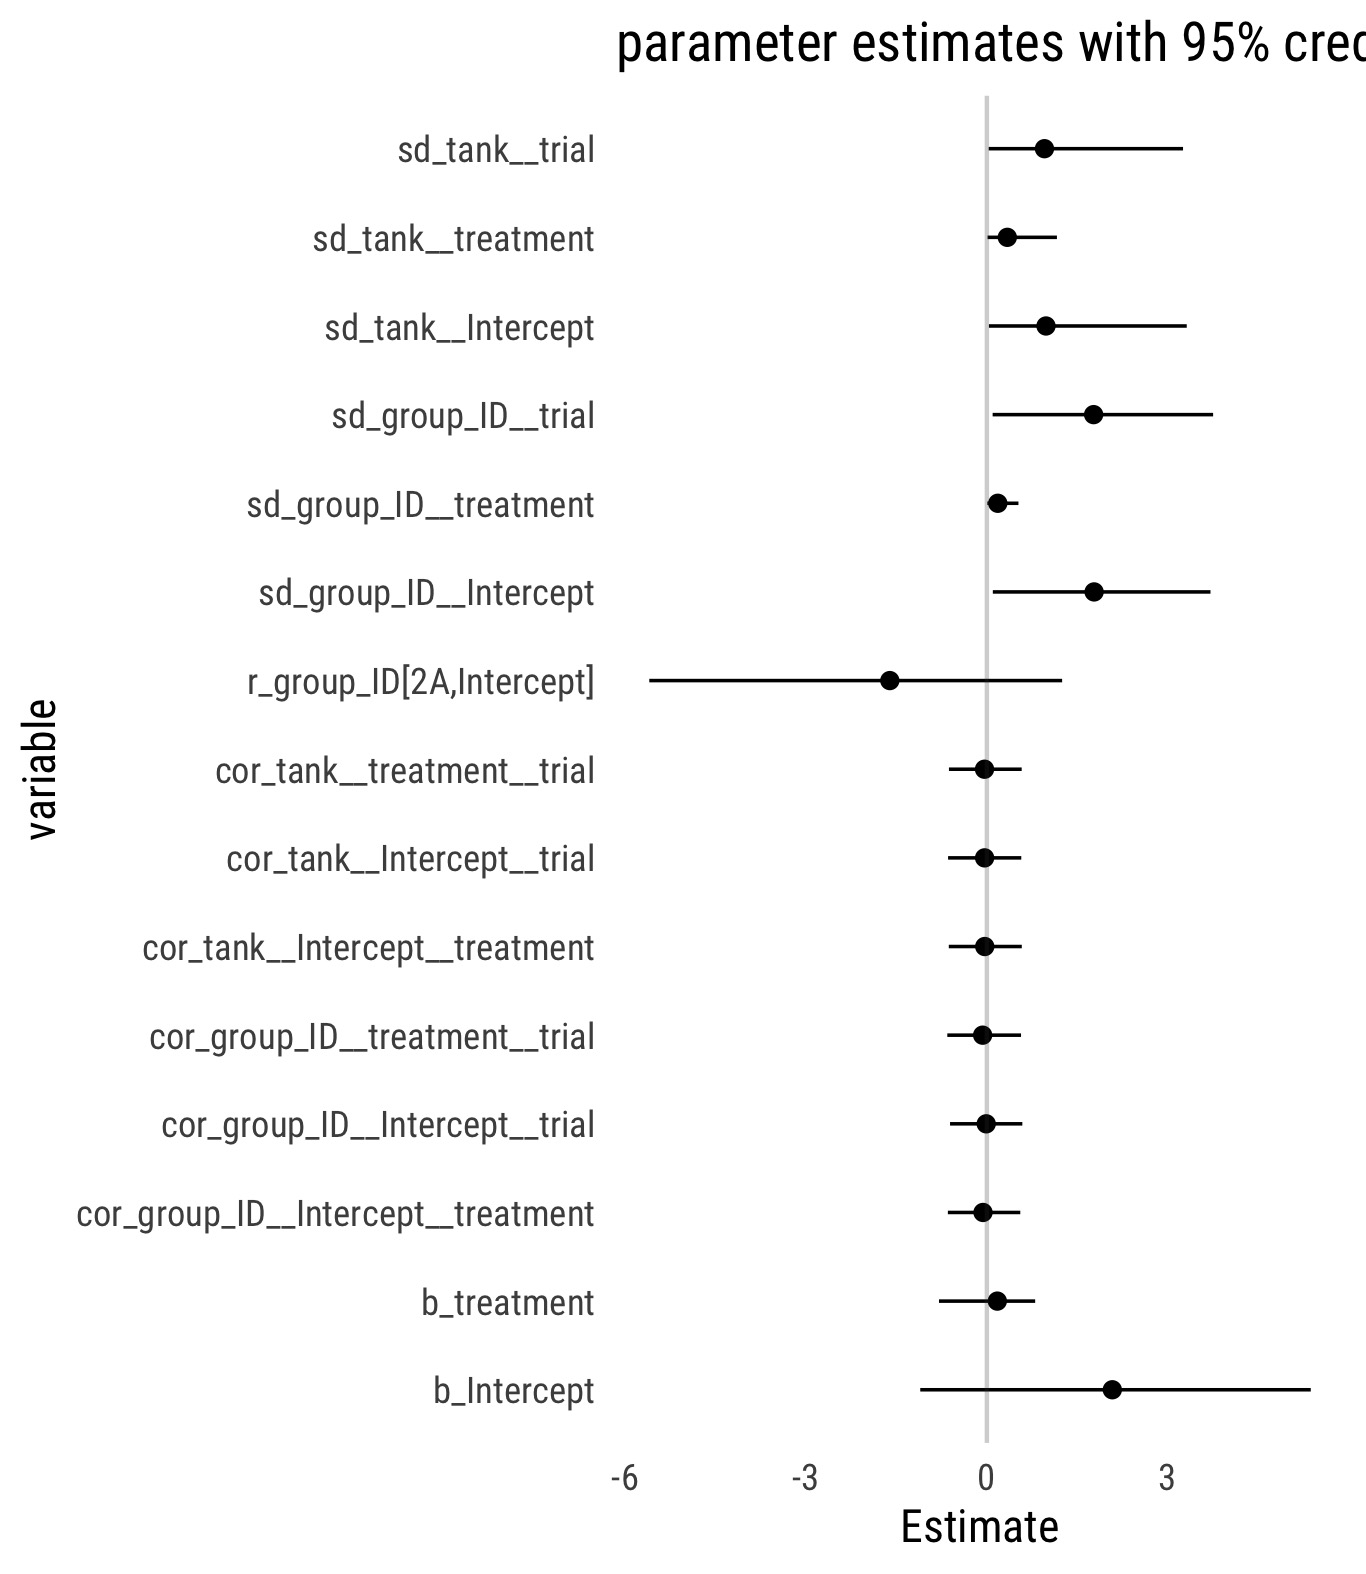 parameter estimates with 95% cred
sd_tank__trial
sd_tank__treatment
sd_tank__Intercept
sd_group_ID__trial
sd_group_ID__treatment
sd_group_ID__Intercept
r_group_ID[2A,Intercept]
cor_tank__treatment__trial
cor_tank__Intercept__trial
cor_tank__Intercept__treatment
cor_group_ID__treatment__trial
cor_group_ID__Intercept__trial
cor_group_ID__Intercept__treatment
b_treatment
b_Intercept
variable
-6 -3 0 3
Estimate